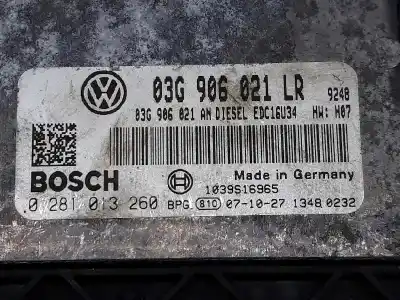 03G 906 021 LR 9248
03G 906 021 AN DIESEL EDC16U34 HW: H07
BOSCH
Made in Germany
1039S16965
0 281 013 260 BPG 810 07-10-27 1348 0232